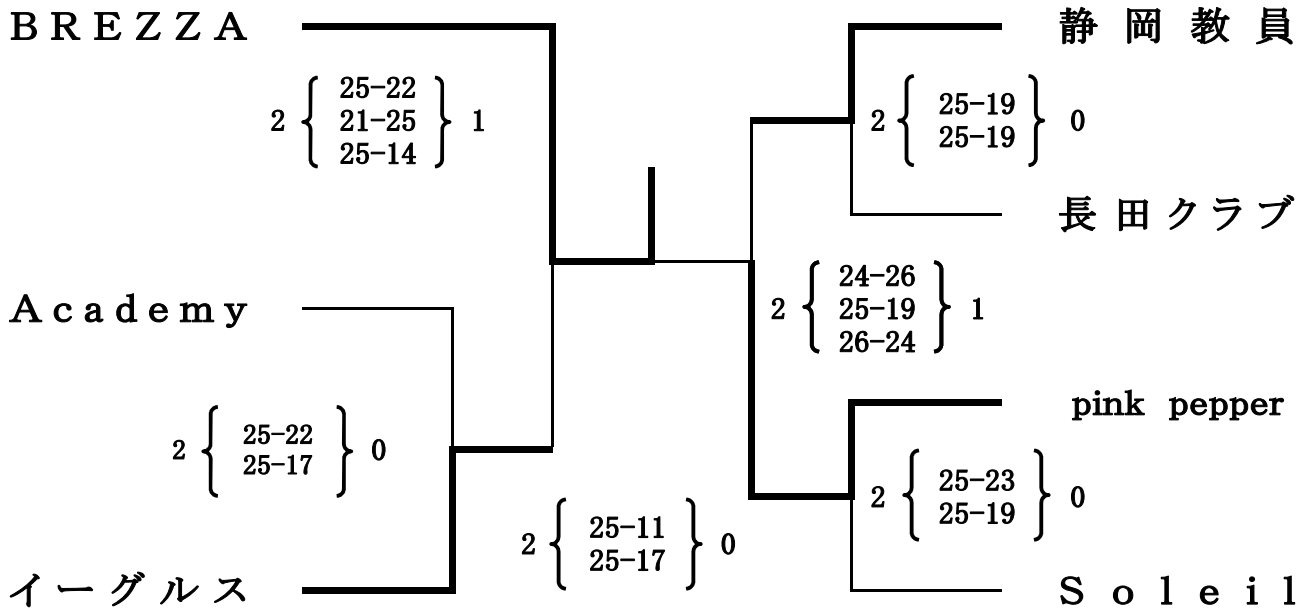 BREZZA
静岡教員
2 { 25-22 } 1
21-25
25-14
2 { 25-19 } 0
25-19
長田クラブ
Academy
2 { 24-26 } 1
25-19
26-24
pink pepper
2 { 25-22 } 0
25-17
2 { 25-23 } 0
25-19
2 { 25-11 } 0
25-17
イーグルス
Soleil